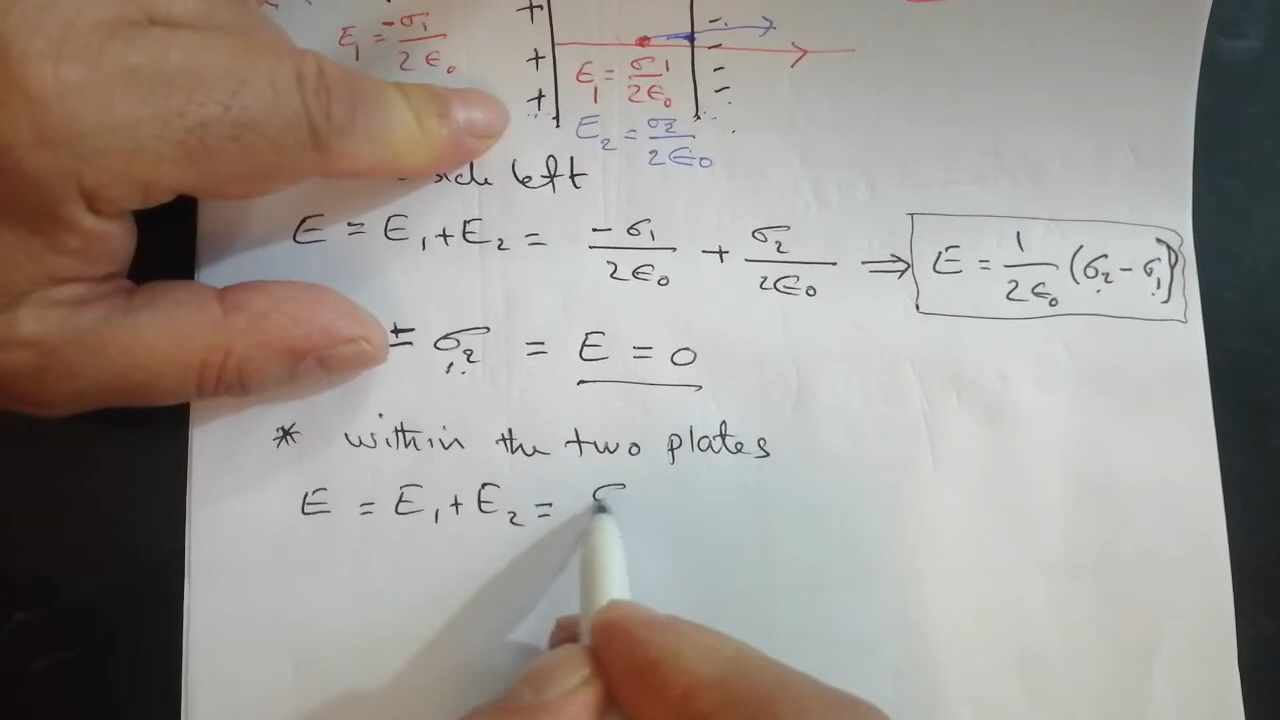 E₁ = -σ₁/2ε₀
+ -
+ -
+ -
E₁ = σ₁/2ε₀
E₂ = σ₂/2ε₀
left
E = E₁ + E₂ = -σ₁/2ε₀ + σ₂/2ε₀ ⇒ E = 1/2ε₀ (σ₂ - σ₁)
± σ₂ = E = 0
* within the two plates
E = E₁ + E₂ = σ